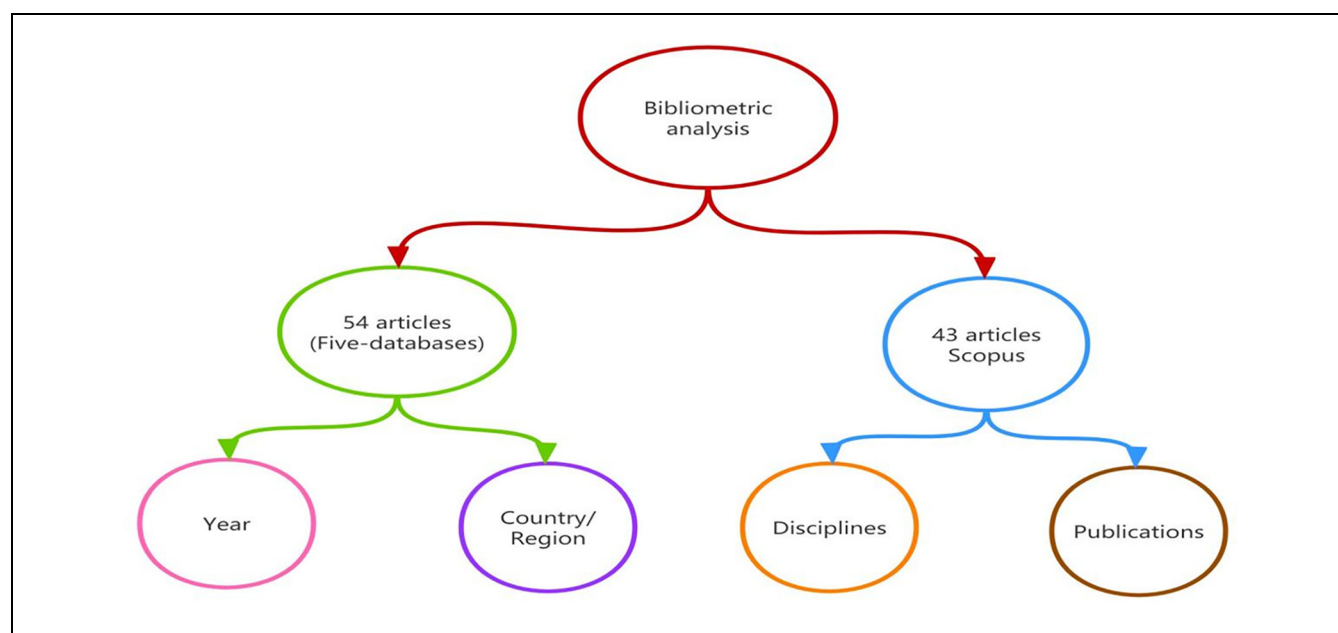 Bibliometric
analysis
54 articles
(Five-databases)
43 articles
Scopus
Year
Country/
Region
Disciplines
Publications